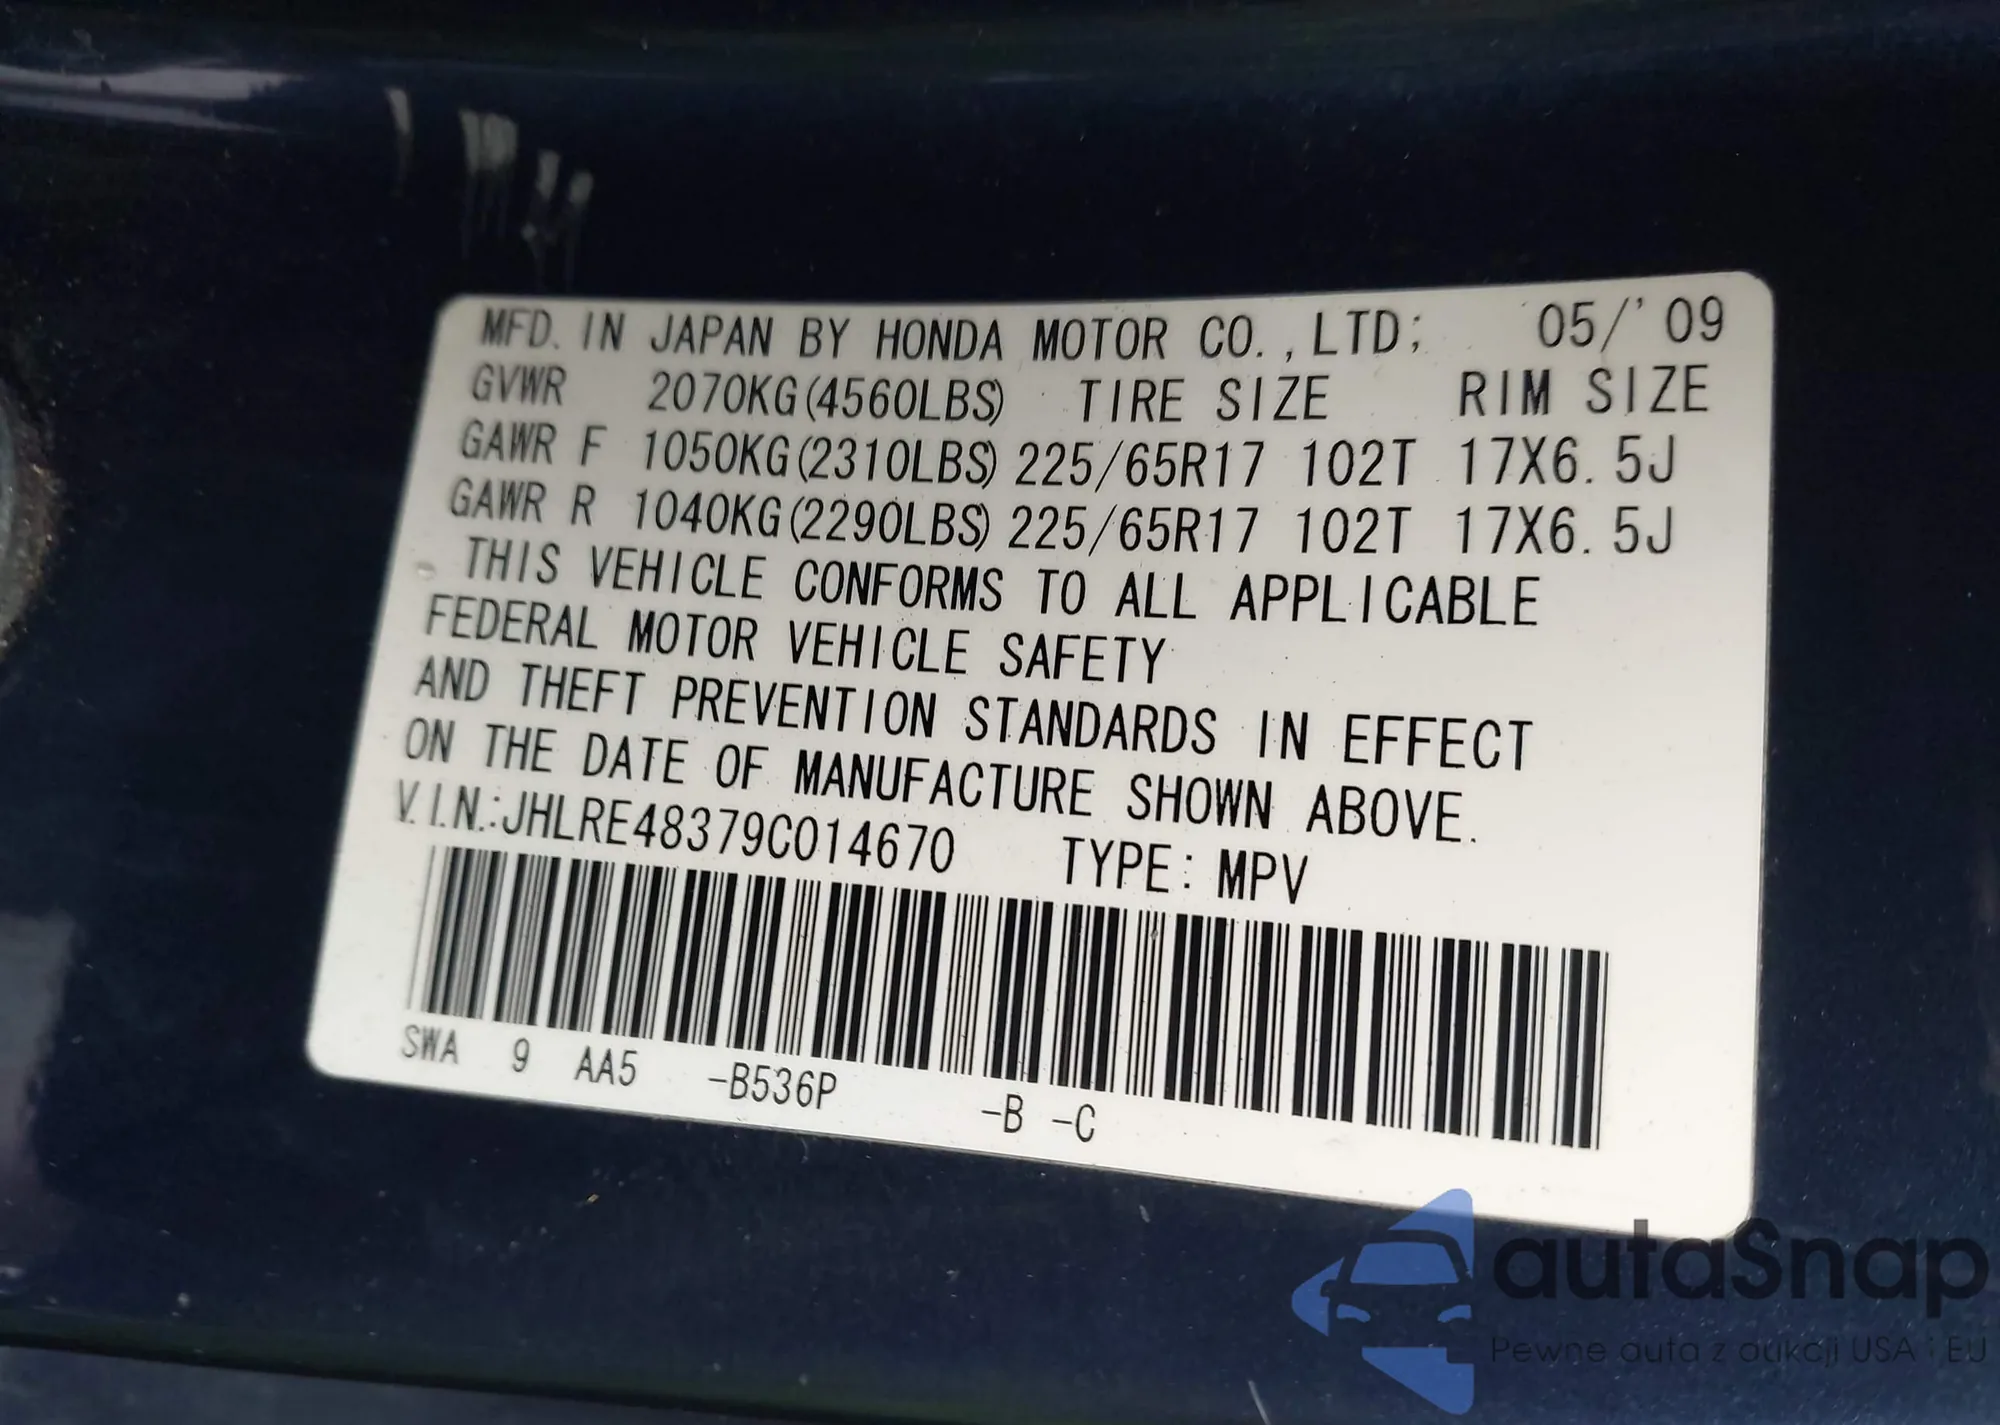 MFD. IN JAPAN BY HONDA MOTOR CO.,LTD; 05/'09
GVWR 2070KG(4560LBS) TIRE SIZE RIM SIZE
GAWR F 1050KG(2310LBS) 225/65R17 102T 17X6.5J
GAWR R 1040KG(2290LBS) 225/65R17 102T 17X6.5J
THIS VEHICLE CONFORMS TO ALL APPLICABLE
FEDERAL MOTOR VEHICLE SAFETY
AND THEFT PREVENTION STANDARDS IN EFFECT
ON THE DATE OF MANUFACTURE SHOWN ABOVE.
V.I.N.:JHLRE48379C014670 TYPE: MPV
SWA 9 AA5 -B536P -B -C
autaSnap
Pewne auta z aukcji USA i EU